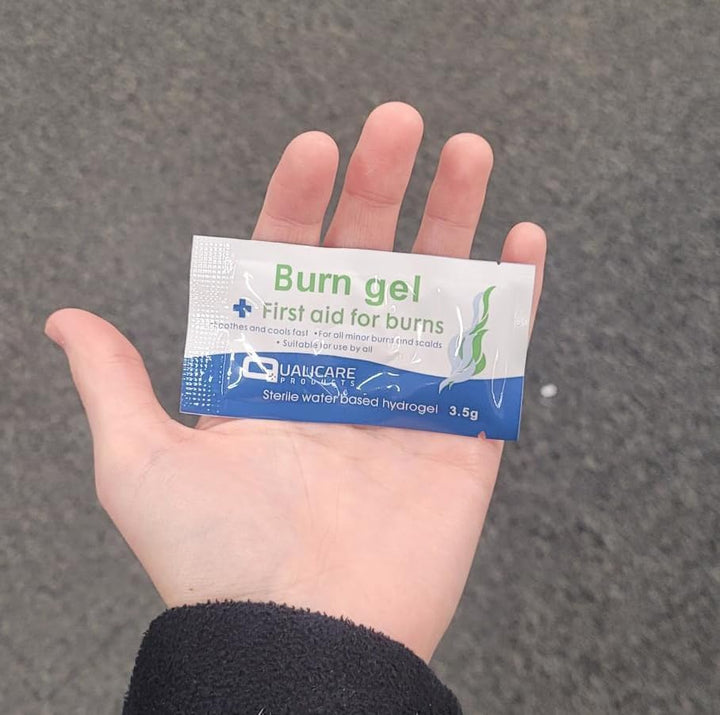 Burn gel
First aid for burns
•Soothes and cools fast •For all minor burns and scalds
• Suitable for use by all
QUALICARE
PRODUCTS
Sterile water based hydrogel 3.5g